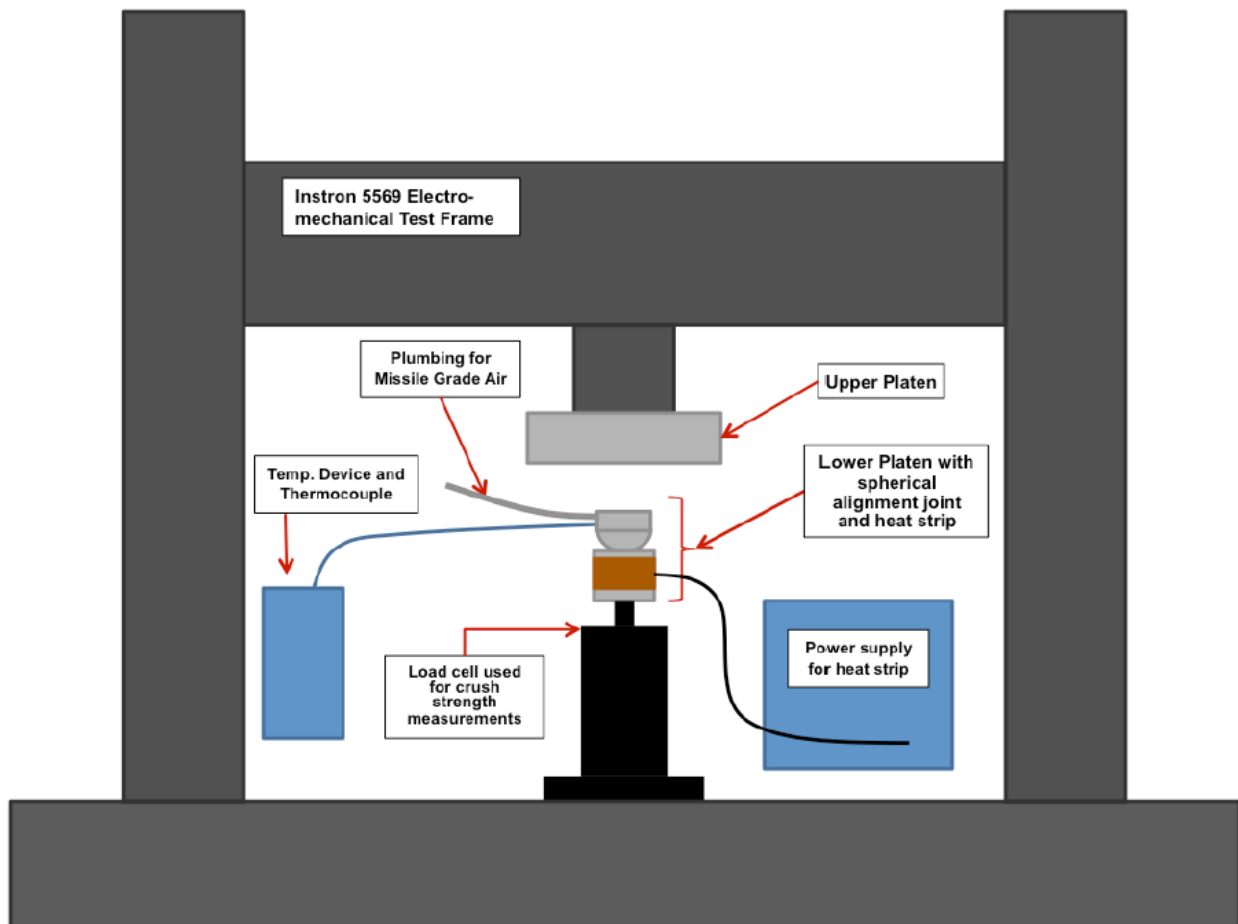 Instron 5569 Electro-
mechanical Test Frame
Plumbing for
Missile Grade Air
Upper Platen
Temp. Device and
Thermocouple
Lower Platen with
spherical
alignment joint
and heat strip
Load cell used
for crush
strength
measurements
Power supply
for heat strip